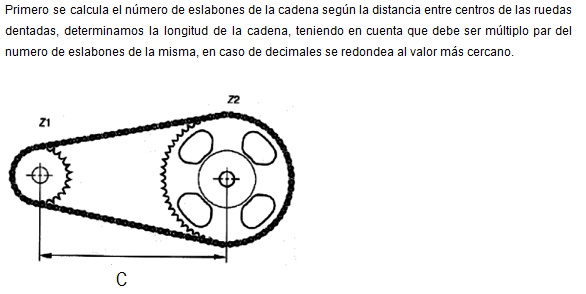 Primero se calcula el número de eslabones de la cadena según la distancia entre centros de las ruedas
dentadas, determinamos la longitud de la cadena, teniendo en cuenta que debe ser múltiplo par del
numero de eslabones de la misma, en caso de decimales se redondea al valor más cercano.
Z2
Z1
C